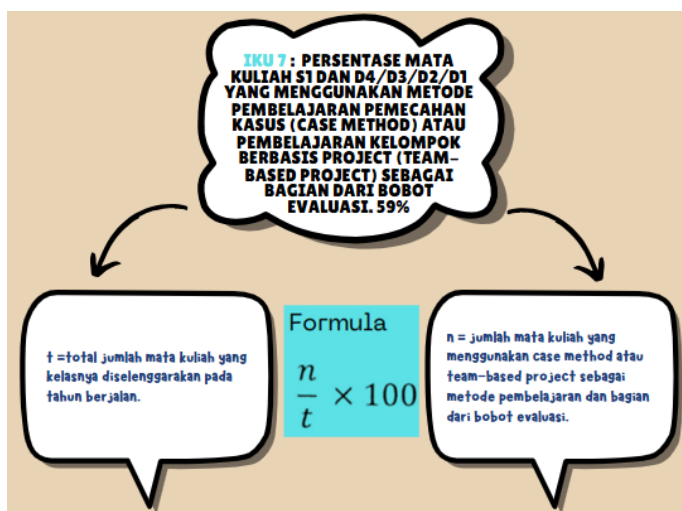 IKU 7 : PERSENTASE MATA
KULIAH S1 DAN D4/D3/D2/D1
YANG MENGGUNAKAN METODE
PEMBELAJARAN PEMECAHAN
KASUS (CASE METHOD) ATAU
PEMBELAJARAN KELOMPOK
BERBASIS PROJECT (TEAM-
BASED PROJECT) SEBAGAI
BAGIAN DARI BOBOT
EVALUASI. 59%
t =total jumlah mata kuliah yang
kelasnya diselenggarakan pada
tahun berjalan.
Formula
n
t
× 100
n = jumlah mata kuliah yang
menggunakan case method atau
team-based project sebagai
metode pembelajaran dan bagian
dari bobot evaluasi.